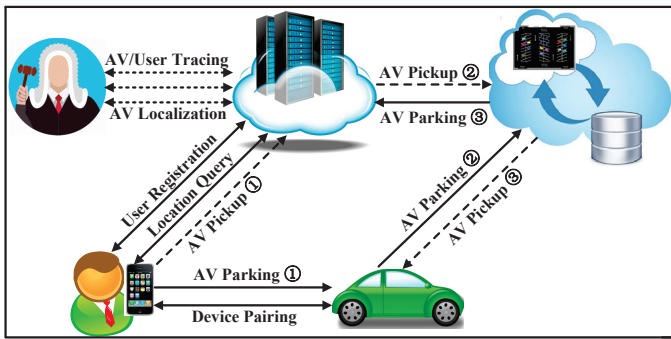 AV/User Tracing
AV Localization
AV Pickup ②
AV Parking ③
User Registration
Location Query
AV Pickup ①
AV Parking ②
AV Pickup ③
AV Parking ①
Device Pairing